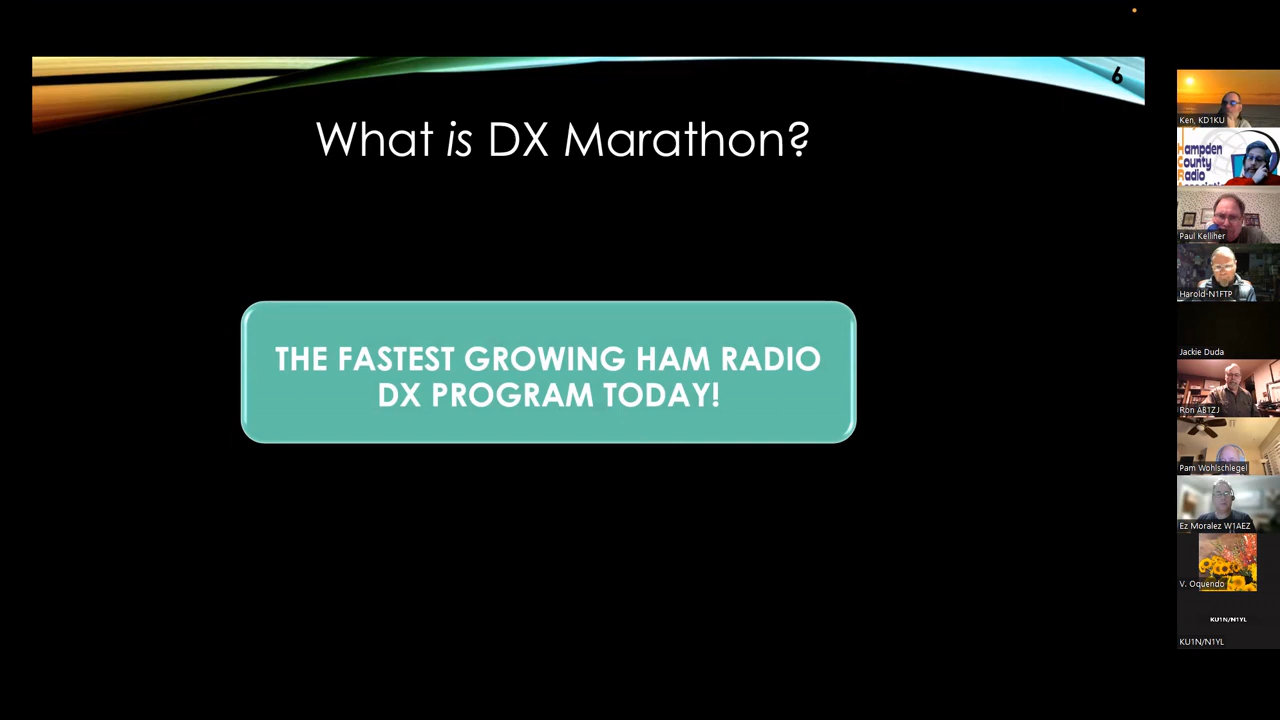 6
What is DX Marathon?
THE FASTEST GROWING HAM RADIO
DX PROGRAM TODAY!
Ken, KD1KU
Hampden
County
Radio
Paul Kelliher
Harold-N1FTP
Jackie Duda
Ron AB1ZJ
Pam Wohlschlegel
Ez Moralez W1AEZ
V. Oquendo
KU1N/N1YL
KU1N/N1YL